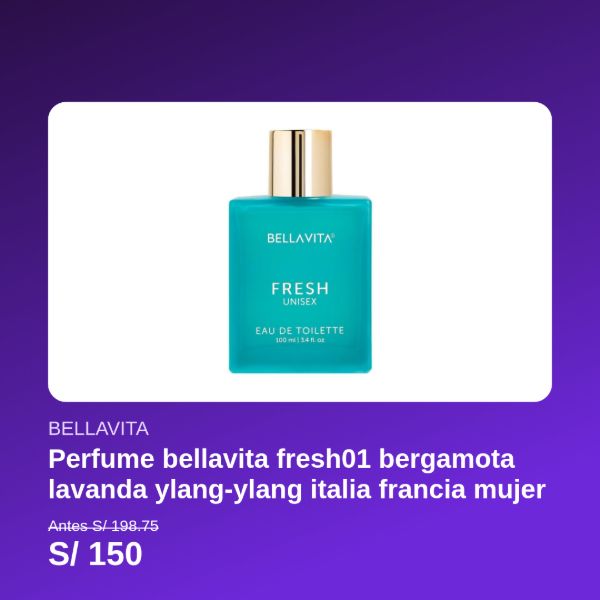 BELLAVITA®
FRESH
UNISEX
EAU DE TOILETTE
100 ml | 3.4 fl. oz
BELLAVITA
Perfume bellavita fresh01 bergamota
lavanda ylang-ylang italia francia mujer
Antes S/ 198.75
S/ 150